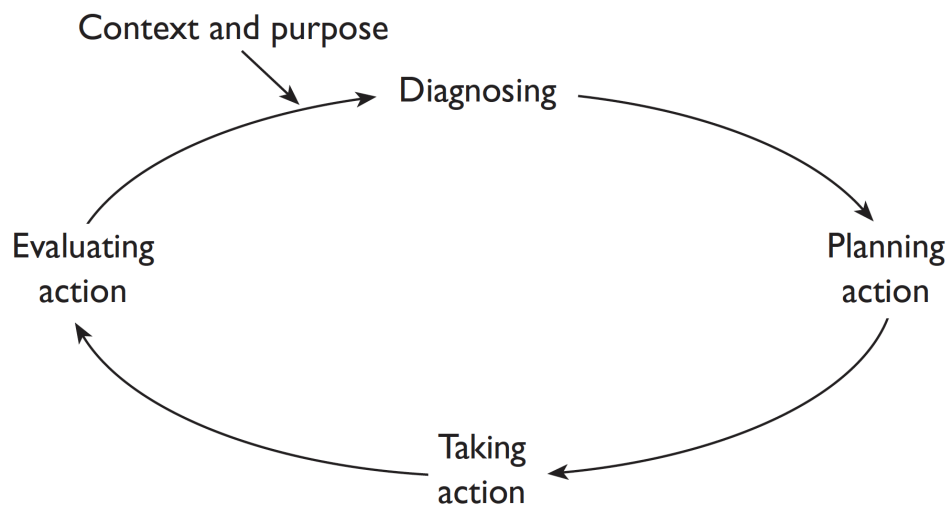 Context and purpose
Diagnosing
Evaluating
action
Planning
action
Taking
action